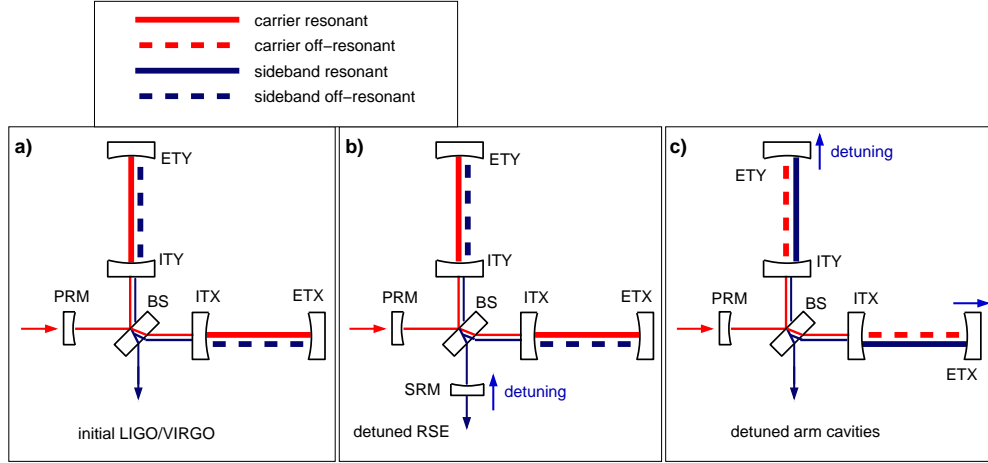 carrier resonant
carrier off−resonant
sideband resonant
sideband off−resonant
a)
ETY
ITY
PRM
BS
ITX
ETX
initial LIGO/VIRGO
b)
ETY
ITY
PRM
BS
ITX
ETX
SRM
detuning
detuned RSE
c)
detuning
ETY
ITY
PRM
BS
ITX
ETX
detuned arm cavities